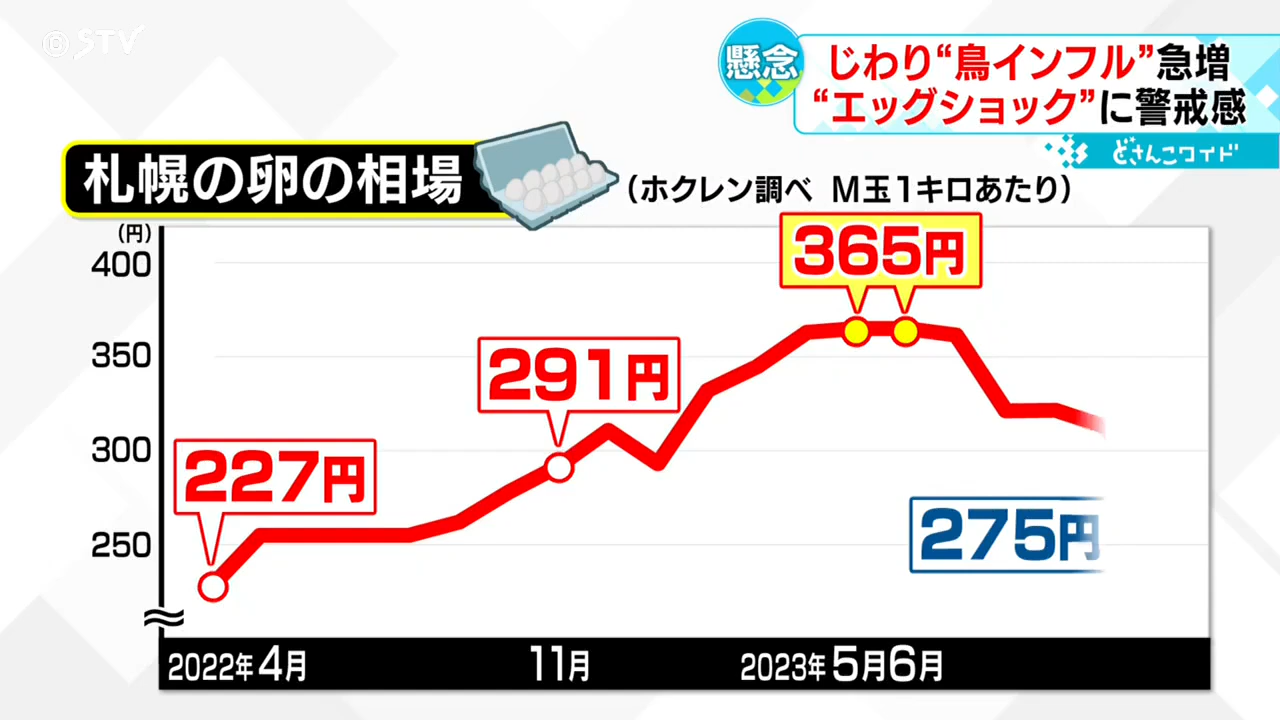 STV
懸念
じわり“鳥インフル”急増
“エッグショック”に警戒感
どさんこワイド
札幌の卵の相場
(ホクレン調べ M玉1キロあたり)
(円)
400
350
300
250
227円
291円
365円
275円
2022年4月
11月
2023年5月6月